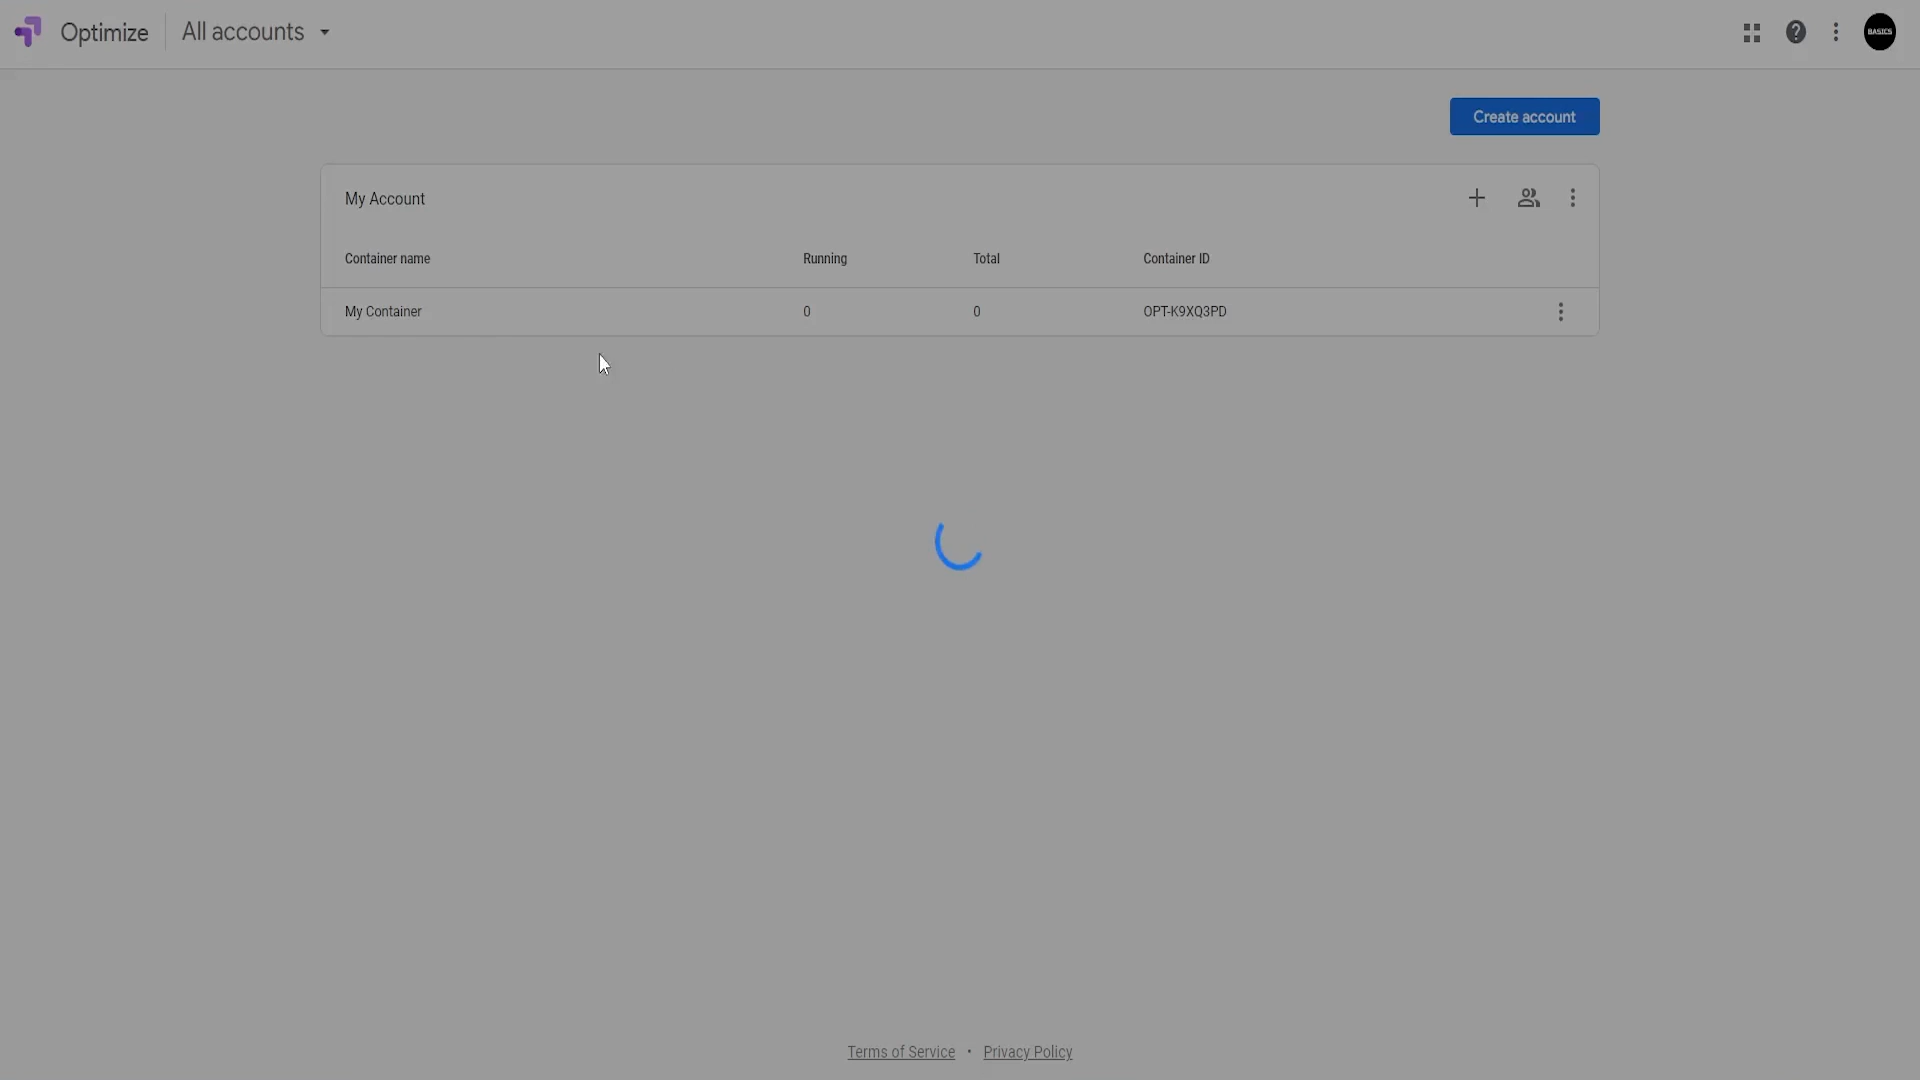 Optimize All accounts
BASICS
Create account
My Account
Container name Running Total Container ID
My Container 0 0 OPT-K9XQ3PD
Terms of Service • Privacy Policy